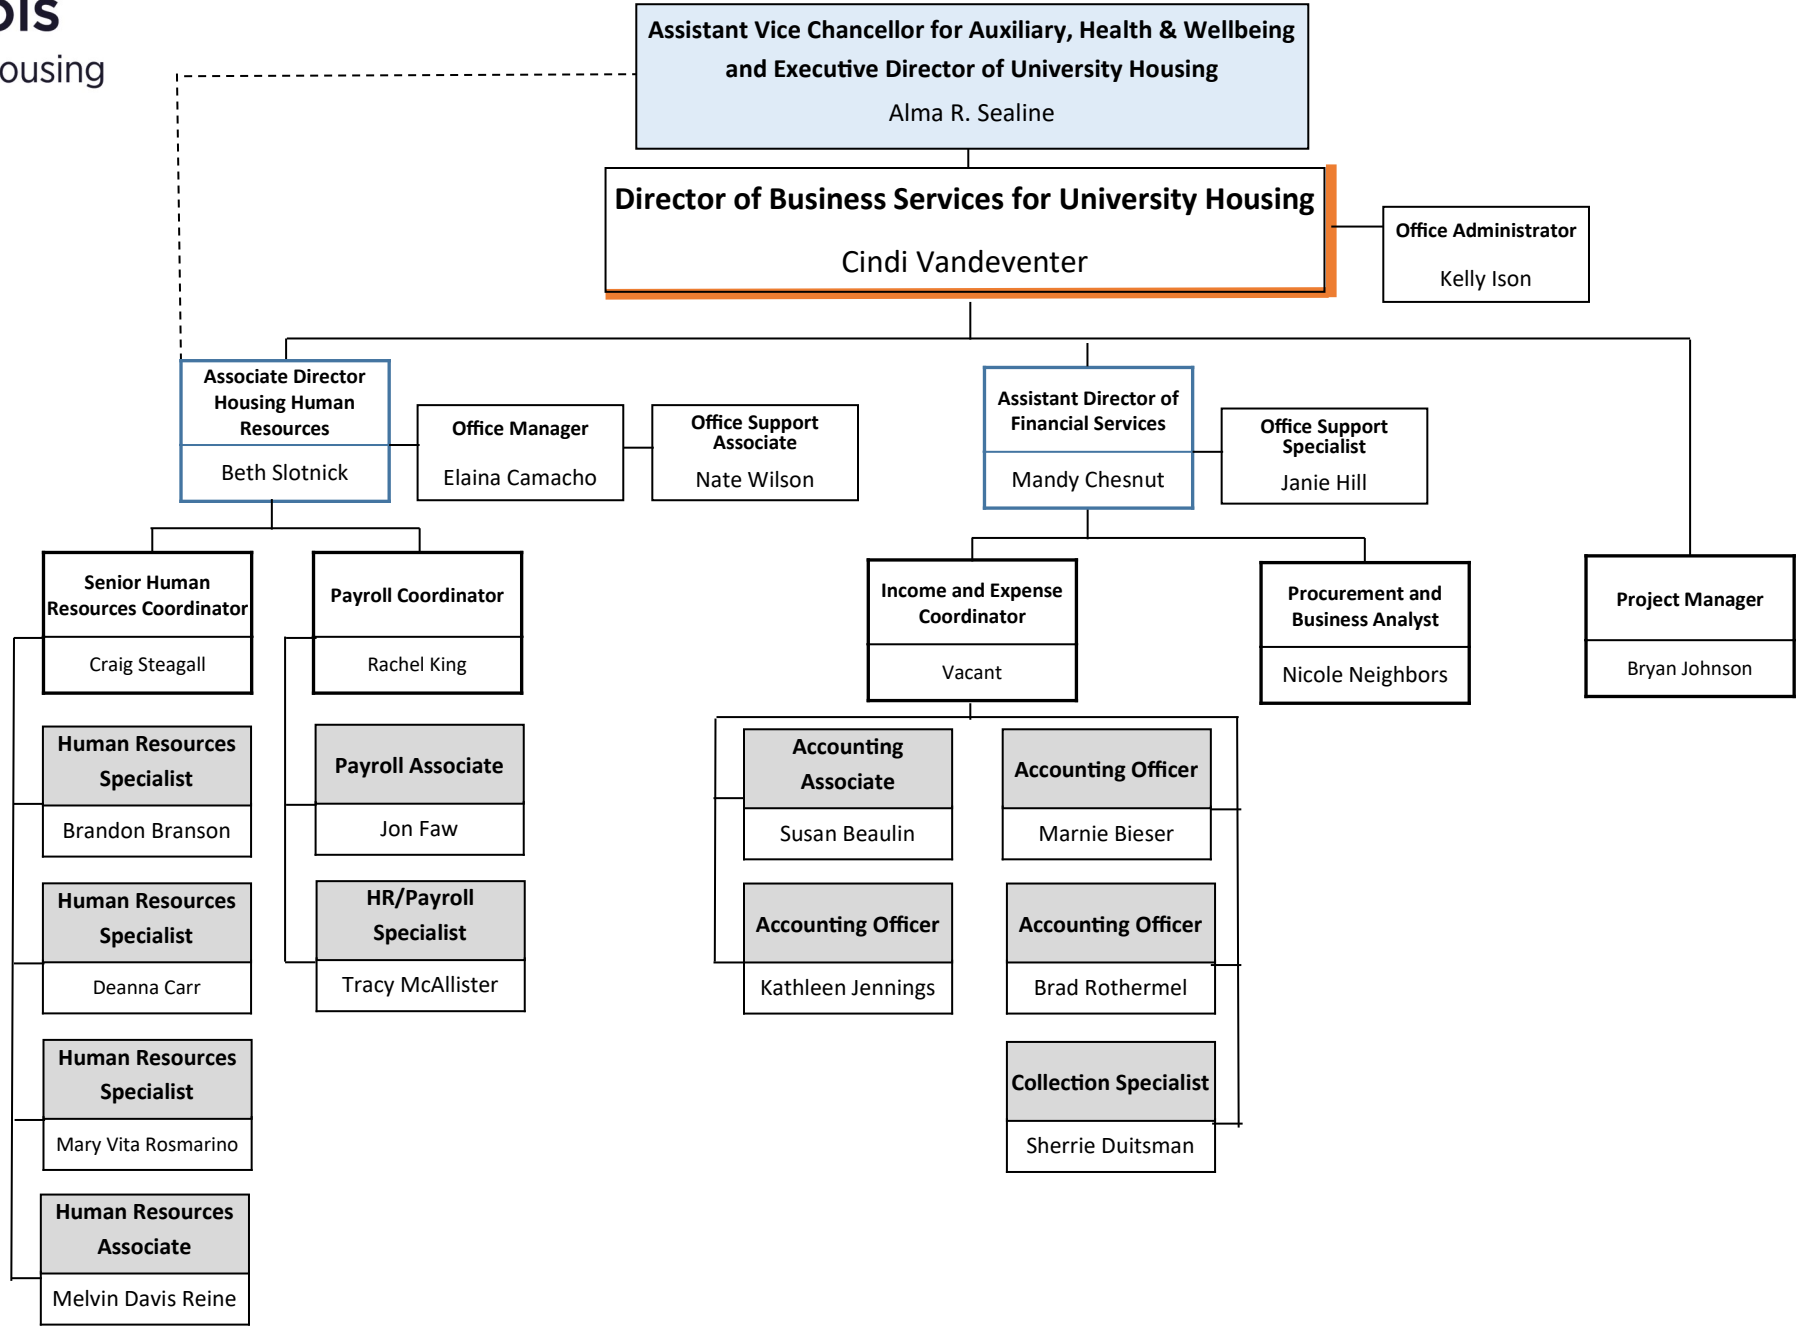 ois
ousing
Assistant Vice Chancellor for Auxiliary, Health & Wellbeing
and Executive Director of University Housing
Alma R. Sealine
Director of Business Services for University Housing
Cindi Vandeventer
Office Administrator
Kelly Ison
Associate Director
Housing Human
Resources
Beth Slotnick
Office Manager
Elaina Camacho
Office Support
Associate
Nate Wilson
Assistant Director of
Financial Services
Mandy Chesnut
Office Support
Specialist
Janie Hill
Senior Human
Resources Coordinator
Craig Steagall
Payroll Coordinator
Rachel King
Income and Expense
Coordinator
Vacant
Procurement and
Business Analyst
Nicole Neighbors
Project Manager
Bryan Johnson
Human Resources
Specialist
Brandon Branson
Payroll Associate
Jon Faw
Accounting
Associate
Susan Beaulin
Accounting Officer
Marnie Bieser
Human Resources
Specialist
Deanna Carr
HR/Payroll
Specialist
Tracy McAllister
Accounting Officer
Kathleen Jennings
Accounting Officer
Brad Rothermel
Human Resources
Specialist
Mary Vita Rosmarino
Collection Specialist
Sherrie Duitsman
Human Resources
Associate
Melvin Davis Reine